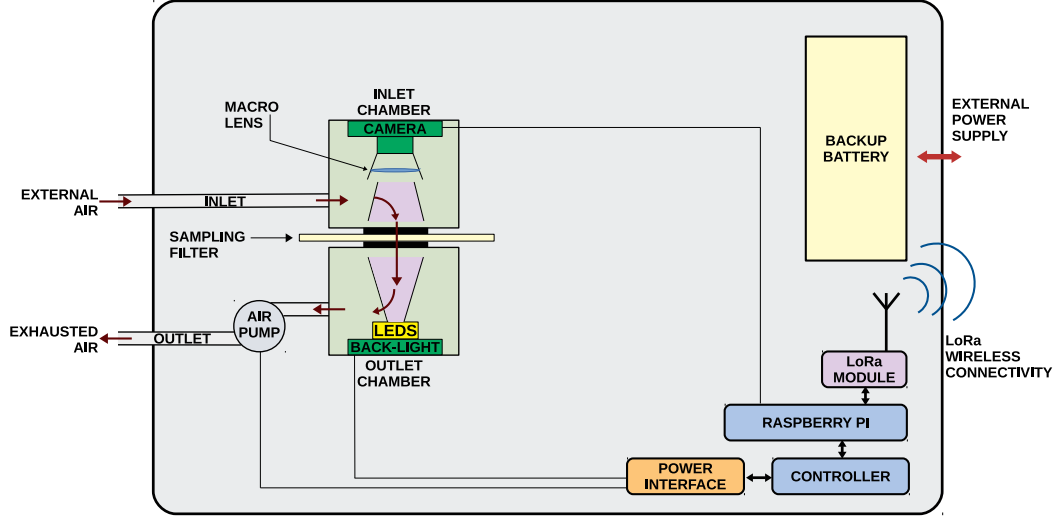 INLET
CHAMBER
MACRO
LENS
CAMERA
EXTERNAL
POWER
SUPPLY
BACKUP
BATTERY
EXTERNAL
AIR
INLET
SAMPLING
FILTER
AIR
PUMP
EXHAUSTED
AIR
OUTLET
LEDS
BACK-LIGHT
OUTLET
CHAMBER
LoRa
WIRELESS
CONNECTIVITY
LoRa
MODULE
RASPBERRY PI
POWER
INTERFACE
CONTROLLER